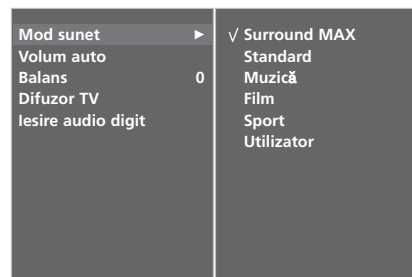 Mod sunet ►
Volum auto
Balans 0
Difuzor TV
Iesire audio digit
√ Surround MAX
Standard
Muzică
Film
Sport
Utilizator